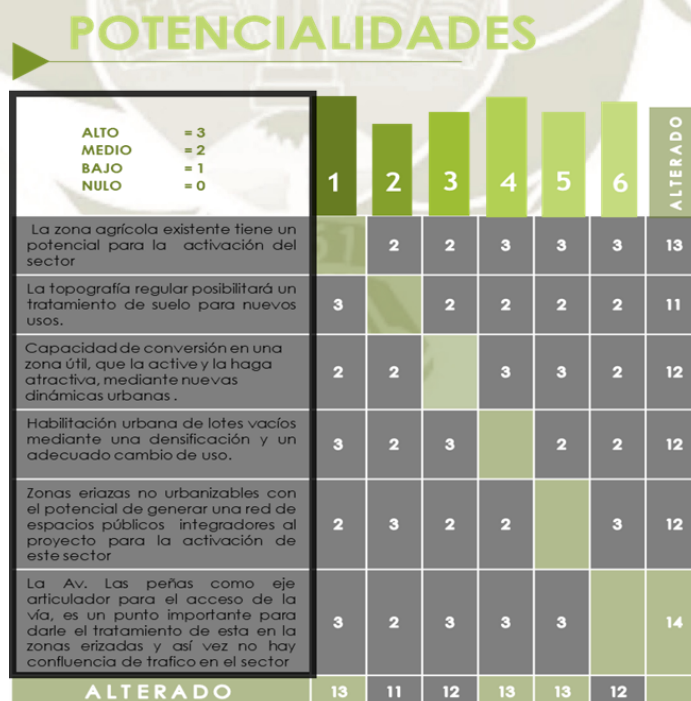 POTENCIALIDADES
ALTO = 3
MEDIO = 2
BAJO = 1
NULO = 0
1 2 3 4 5 6 ALTERADO
La zona agrícola existente tiene un
potencial para la activación del
sector
2 2 3 3 3 13
La topografía regular posibilitará un
tratamiento de suelo para nuevos
usos.
3 2 2 2 2 11
Capacidad de conversión en una
zona útil, que la active y la haga
atractiva, mediante nuevas
dinámicas urbanas .
2 2 3 3 2 12
Habilitación urbana de lotes vacíos
mediante una densificación y un
adecuado cambio de uso.
3 2 3 2 2 12
Zonas eriazas no urbanizables con
el potencial de generar una red de
espacios públicos integradores al
proyecto para la activación de
este sector
2 3 2 2 3 12
La Av. Las peñas como eje
articulador para el acceso de la
vía, es un punto importante para
darle el tratamiento de esta en la
zonas erizadas y así vez no hay
confluencia de trafico en el sector
3 2 3 3 3 14
ALTERADO 13 11 12 13 13 12